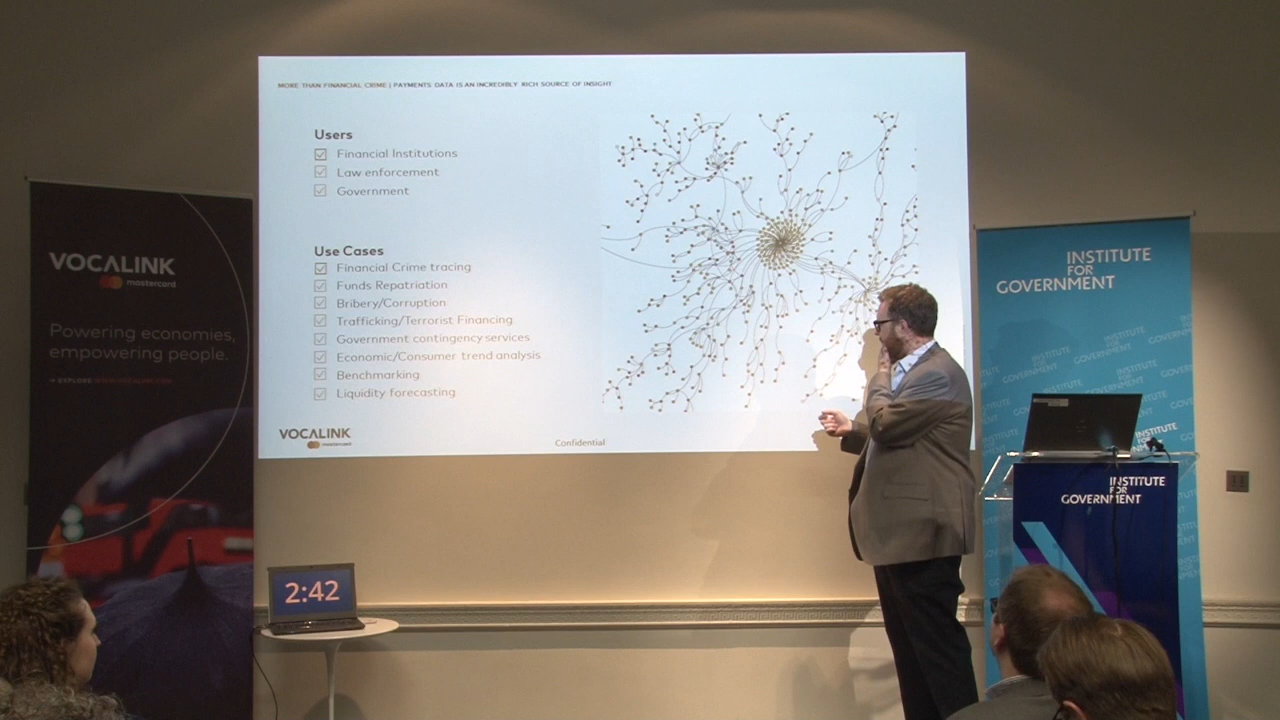 MORE THAN FINANCIAL CRIME | PAYMENTS DATA IS AN INCREDIBLY RICH SOURCE OF INSIGHT
Users
Financial Institutions
Law enforcement
Government
Use Cases
Financial Crime tracing
Funds Repatriation
Bribery/Corruption
Trafficking/Terrorist Financing
Government contingency services
Economic/Consumer trend analysis
Benchmarking
Liquidity forecasting
VOCALINK
mastercard
Confidential
VOCALINK
mastercard
Powering economies,
empowering people.
EXPLORE
2:42
INSTITUTE
FOR
GOVERNMENT
INSTITUTE
FOR
GOVERNMENT